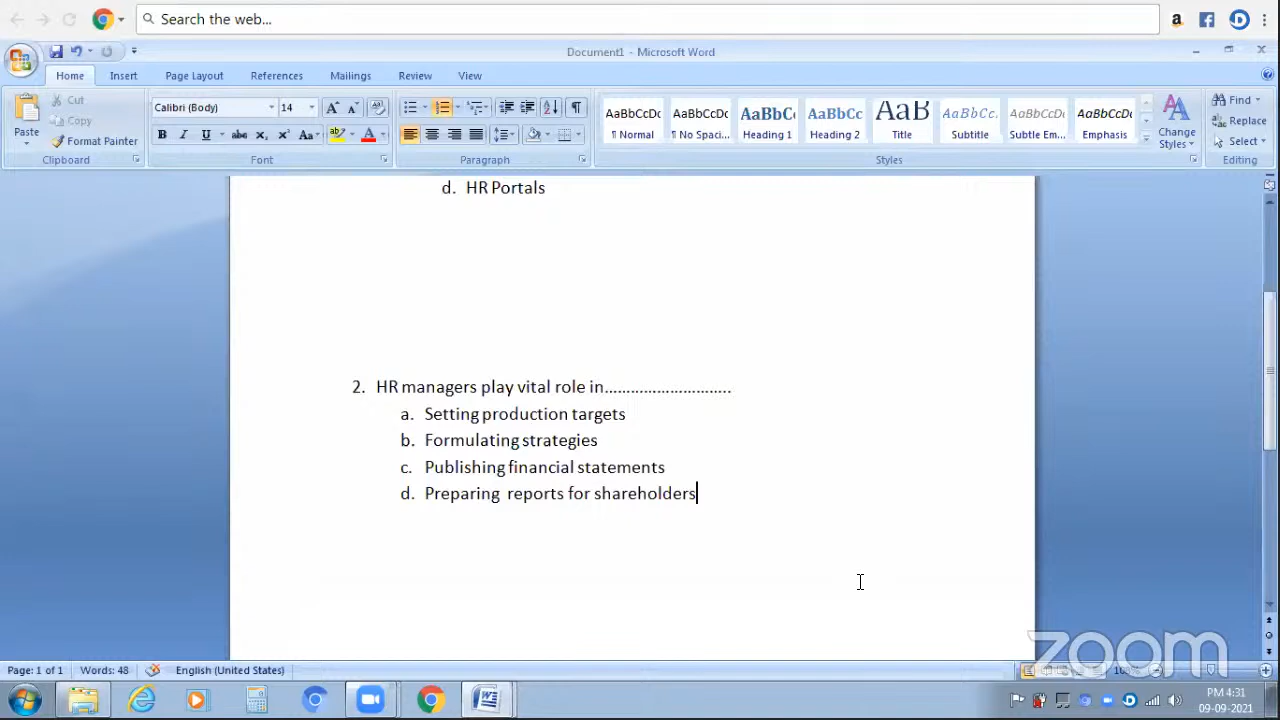 Search the web...
Document1 - Microsoft Word
Home Insert Page Layout References Mailings Review View
Paste
Cut
Copy
Format Painter
Clipboard
Calibri (Body) 14
Font
Paragraph
AaBbCcDc AaBbCcDc AaBbC AaBbCc AaB AaBbCc. AaBbCcDc AaBbCcDc
¶ Normal ¶ No Spaci... Heading 1 Heading 2 Title Subtitle Subtle Em... Emphasis
Styles
Change Styles
Find
Replace
Select
Editing
d. HR Portals
2. HR managers play vital role in............................
a. Setting production targets
b. Formulating strategies
c. Publishing financial statements
d. Preparing reports for shareholders
zoom
Page: 1 of 1 Words: 48 English (United States)
PM 4:31
09-09-2021